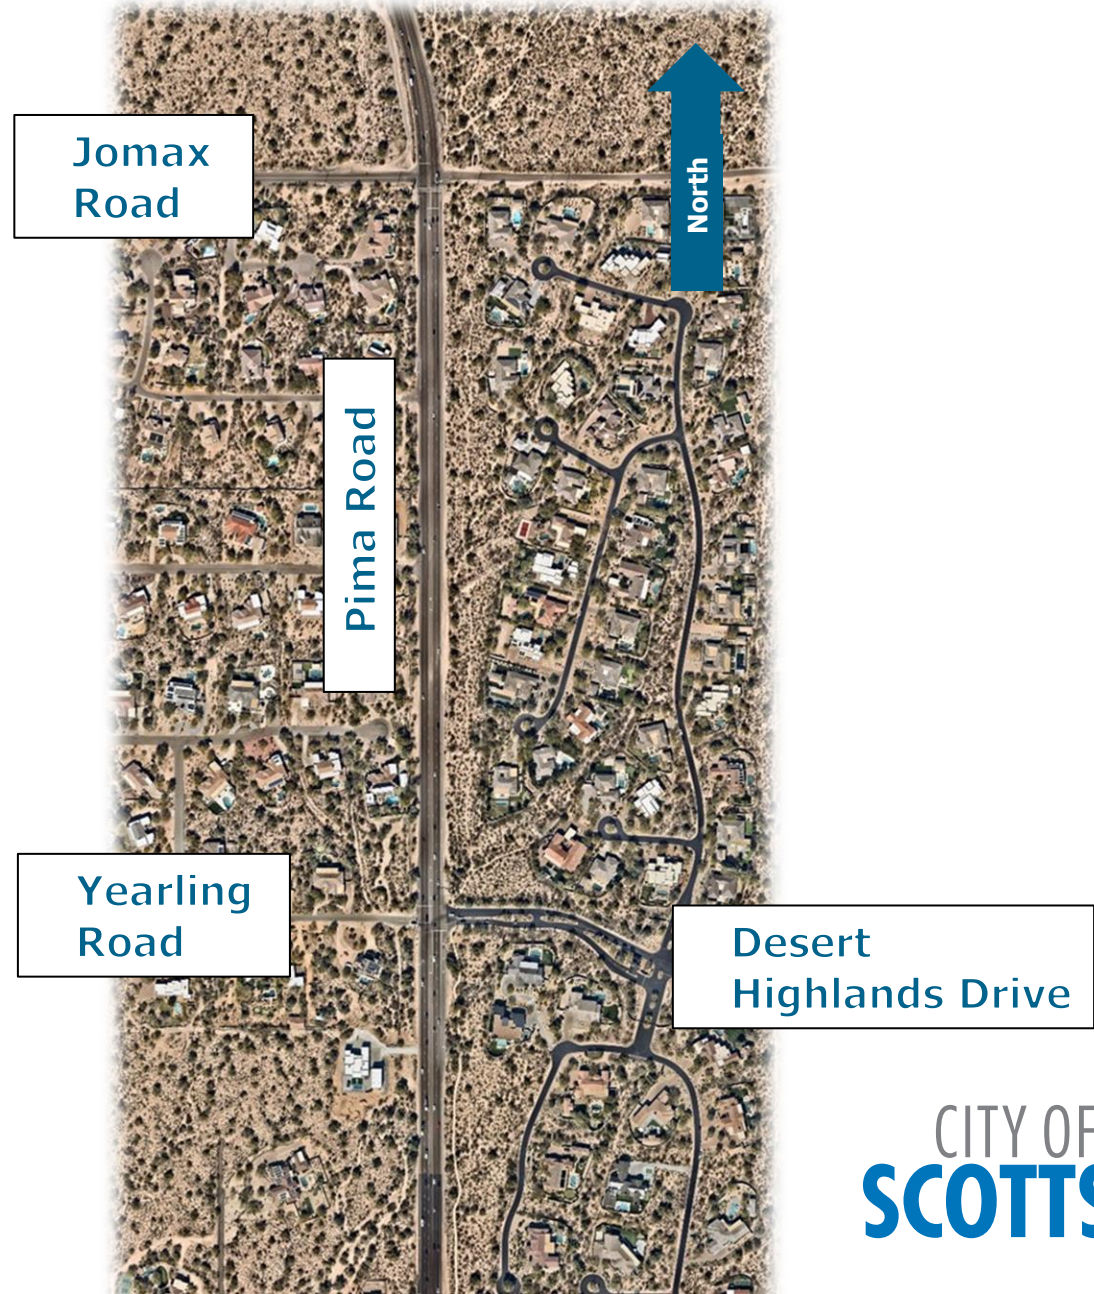 North
Jomax
Road
Pima Road
Yearling
Road
Desert
Highlands Drive
CITY OF
SCOTTS